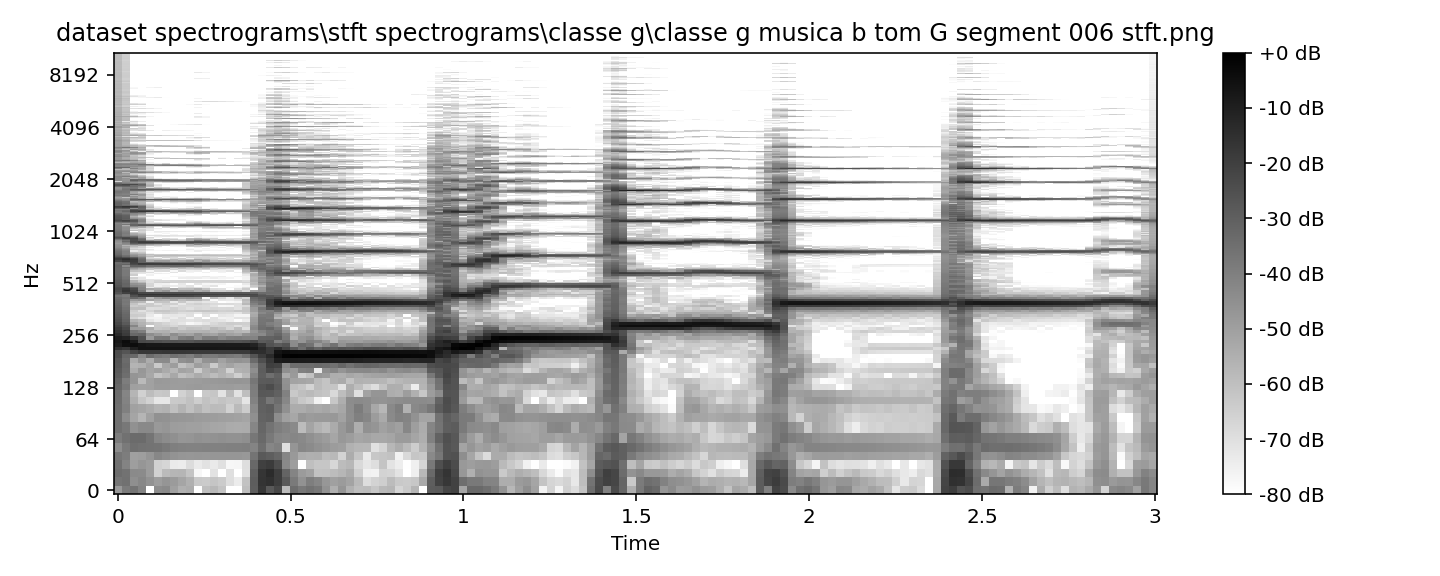 dataset spectrograms\stft spectrograms\classe g\classe g musica b tom G segment 006 stft.png
8192
4096
2048
1024
512
256
128
64
0
Hz
0
0.5
1
1.5
2
2.5
3
Time
+0 dB
-10 dB
-20 dB
-30 dB
-40 dB
-50 dB
-60 dB
-70 dB
-80 dB